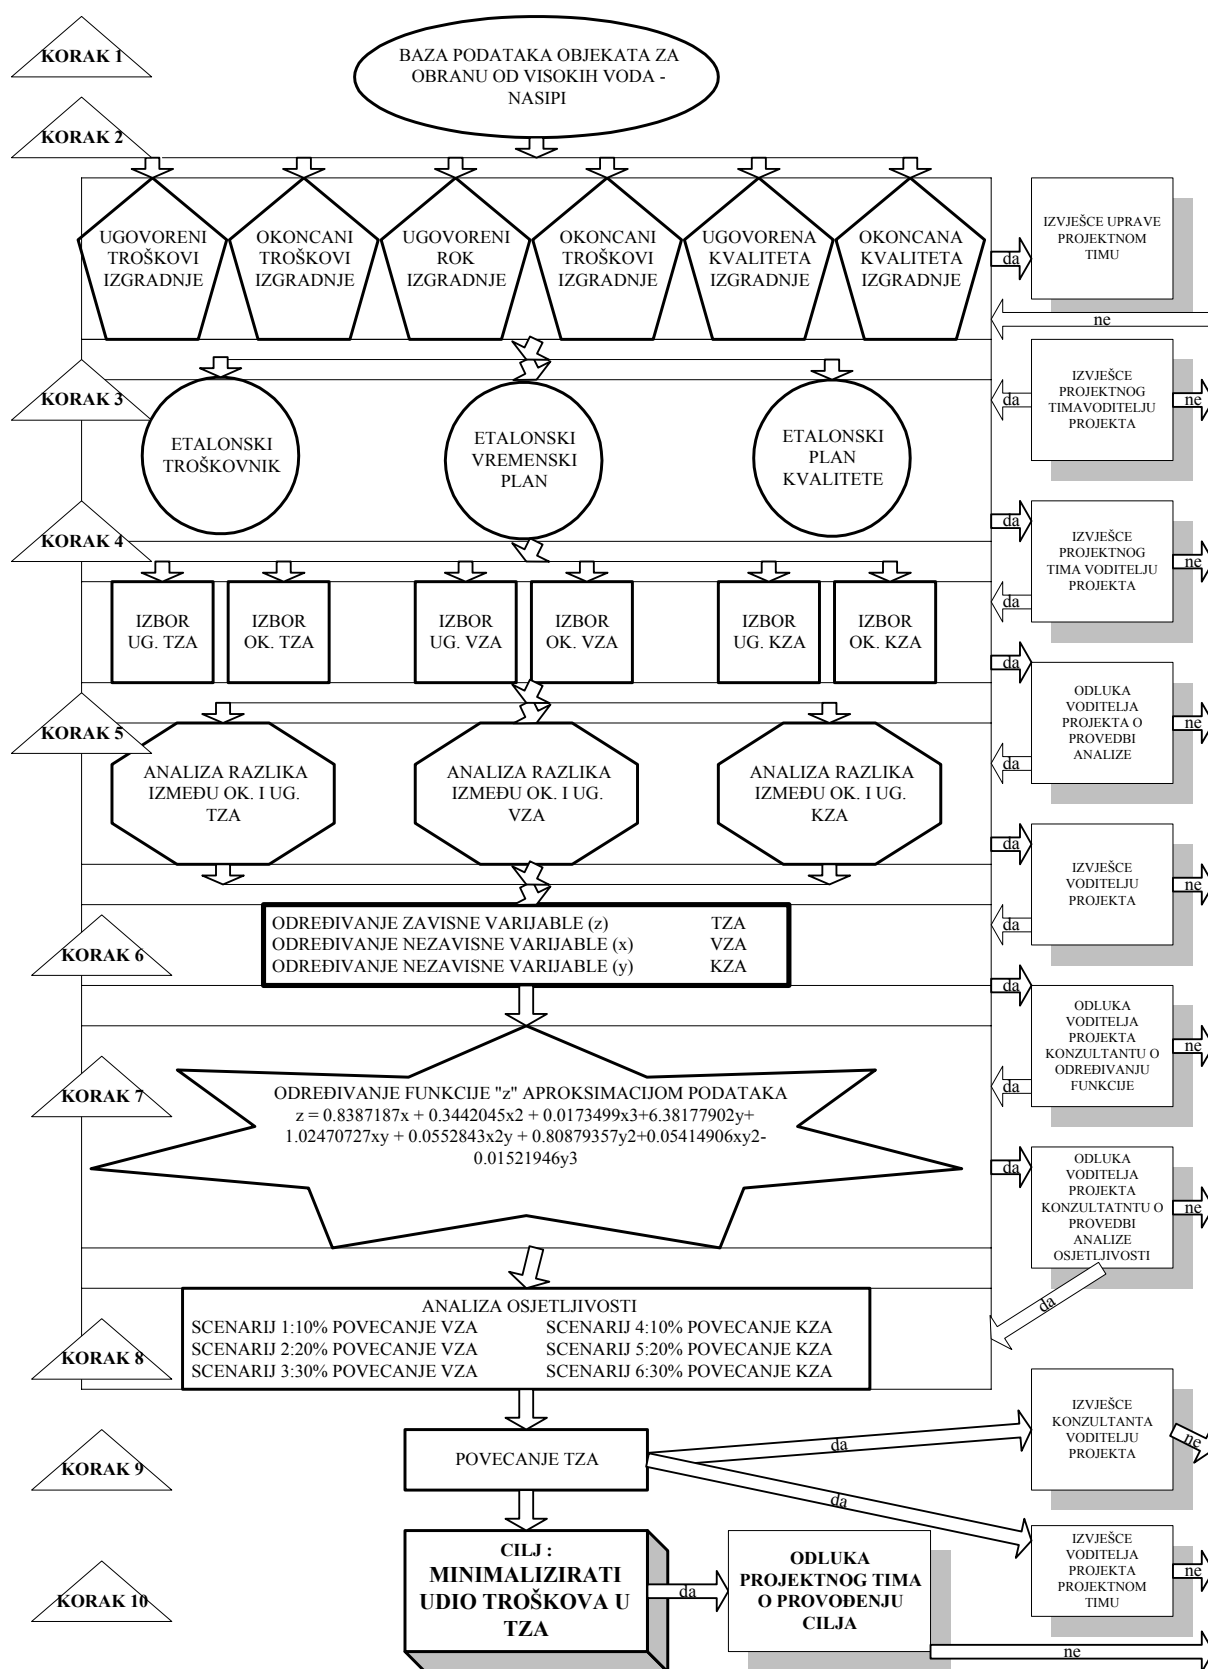 KORAK 1
BAZA PODATAKA OBJEKATA ZA
OBRANU OD VISOKIH VODA -
NASIPI
KORAK 2
UGOVORENI
TROŠKOVI
IZGRADNJE
OKONCANI
TROŠKOVI
IZGRADNJE
UGOVORENI
ROK
IZGRADNJE
OKONCANI
TROŠKOVI
IZGRADNJE
UGOVORENA
KVALITETA
IZGRADNJE
OKONCANA
KVALITETA
IZGRADNJE
da
IZVJEŠCE UPRAVE
PROJEKTNOM
TIMU
ne
KORAK 3
ETALONSKI
TROŠKOVNIK
ETALONSKI
VREMENSKI
PLAN
ETALONSKI
PLAN
KVALITETE
da
IZVJEŠCE
PROJEKTNOG
TIMAVODITELJU
PROJEKTA
ne
KORAK 4
da
IZVJEŠCE
PROJEKTNOG
TIMA VODITELJU
PROJEKTA
ne
da
IZBOR
UG. TZA
IZBOR
OK. TZA
IZBOR
UG. VZA
IZBOR
OK. VZA
IZBOR
UG. KZA
IZBOR
OK. KZA
da
ODLUKA
VODITELJA
PROJEKTA O
PROVEDBI
ANALIZE
ne
da
KORAK 5
ANALIZA RAZLIKA
IZMEĐU OK. I UG.
TZA
ANALIZA RAZLIKA
IZMEĐU OK. I UG.
VZA
ANALIZA RAZLIKA
IZMEĐU OK. I UG.
KZA
da
IZVJEŠCE
VODITELJU
PROJEKTA
ne
da
KORAK 6
ODREĐIVANJE ZAVISNE VARIJABLE (z) TZA
ODREĐIVANJE NEZAVISNE VARIJABLE (x) VZA
ODREĐIVANJE NEZAVISNE VARIJABLE (y) KZA
da
ODLUKA
VODITELJA
PROJEKTA
KONZULTANTU O
ODREĐIVANJU
FUNKCIJE
ne
da
KORAK 7
ODREĐIVANJE FUNKCIJE "z" APROKSIMACIJOM PODATAKA
z = 0.8387187x + 0.3442045x2 + 0.0173499x3+6.38177902y+
1.02470727xy + 0.0552843x2y + 0.80879357y2+0.05414906xy2-
0.01521946y3
da
ODLUKA
VODITELJA
PROJEKTA
KONZULTATNTU O
PROVEDBI
ANALIZE
OSJETLJIVOSTI
ne
da
KORAK 8
ANALIZA OSJETLJIVOSTI
SCENARIJ 1:10% POVECANJE VZA SCENARIJ 4:10% POVECANJE KZA
SCENARIJ 2:20% POVECANJE VZA SCENARIJ 5:20% POVECANJE KZA
SCENARIJ 3:30% POVECANJE VZA SCENARIJ 6:30% POVECANJE KZA
KORAK 9
POVECANJE TZA
da
da
IZVJEŠCE
KONZULTANTA
VODITELJU
PROJEKTA
ne
KORAK 10
CILJ :
MINIMALIZIRATI
UDIO TROŠKOVA U
TZA
da
ODLUKA
PROJEKTNOG TIMA
O PROVOĐENJU
CILJA
ne
IZVJEŠCE
VODITELJA
PROJEKTA
PROJEKTNOM
TIMU
ne